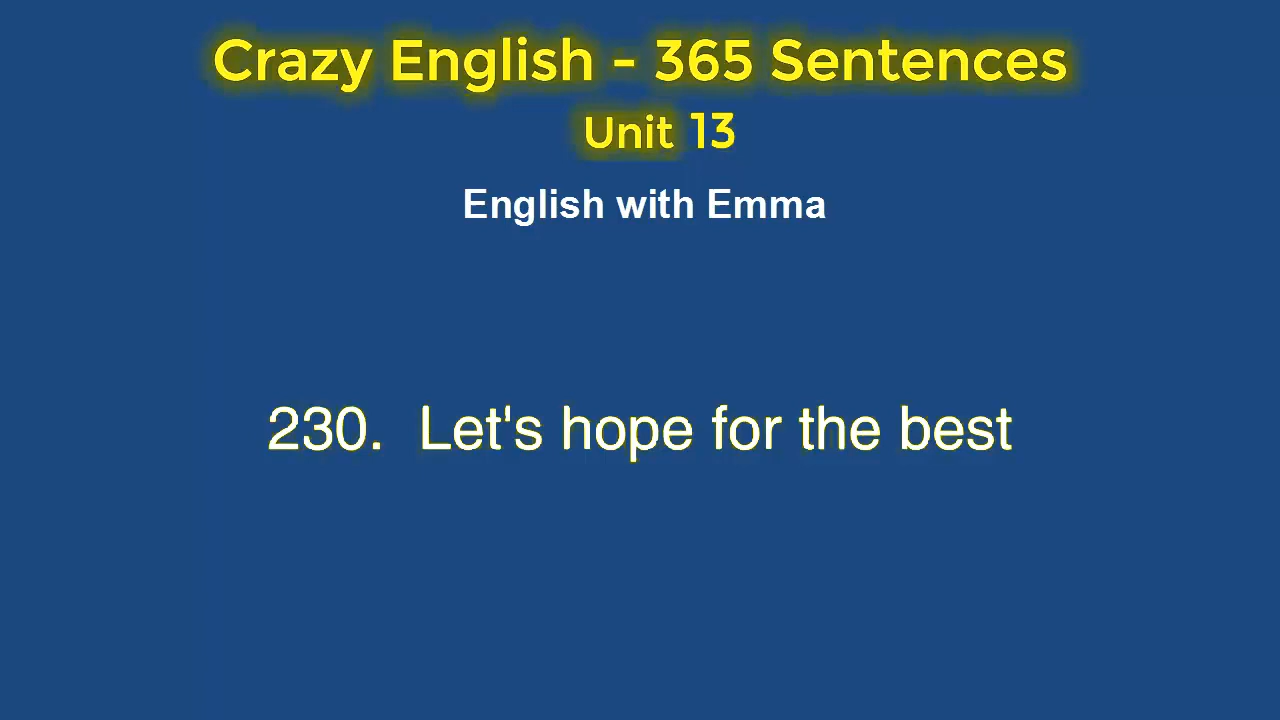 Crazy English - 365 Sentences
Unit 13
English with Emma
230. Let's hope for the best